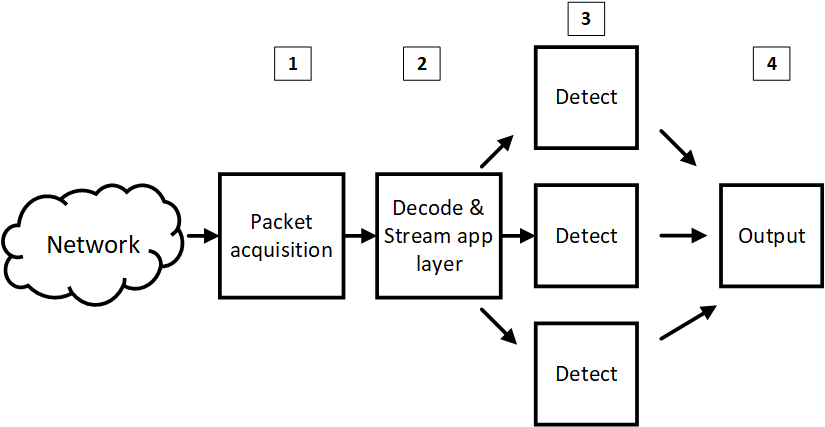 1
2
3
4
Network
Packet
acquisition
Decode &
Stream app
layer
Detect
Detect
Detect
Output